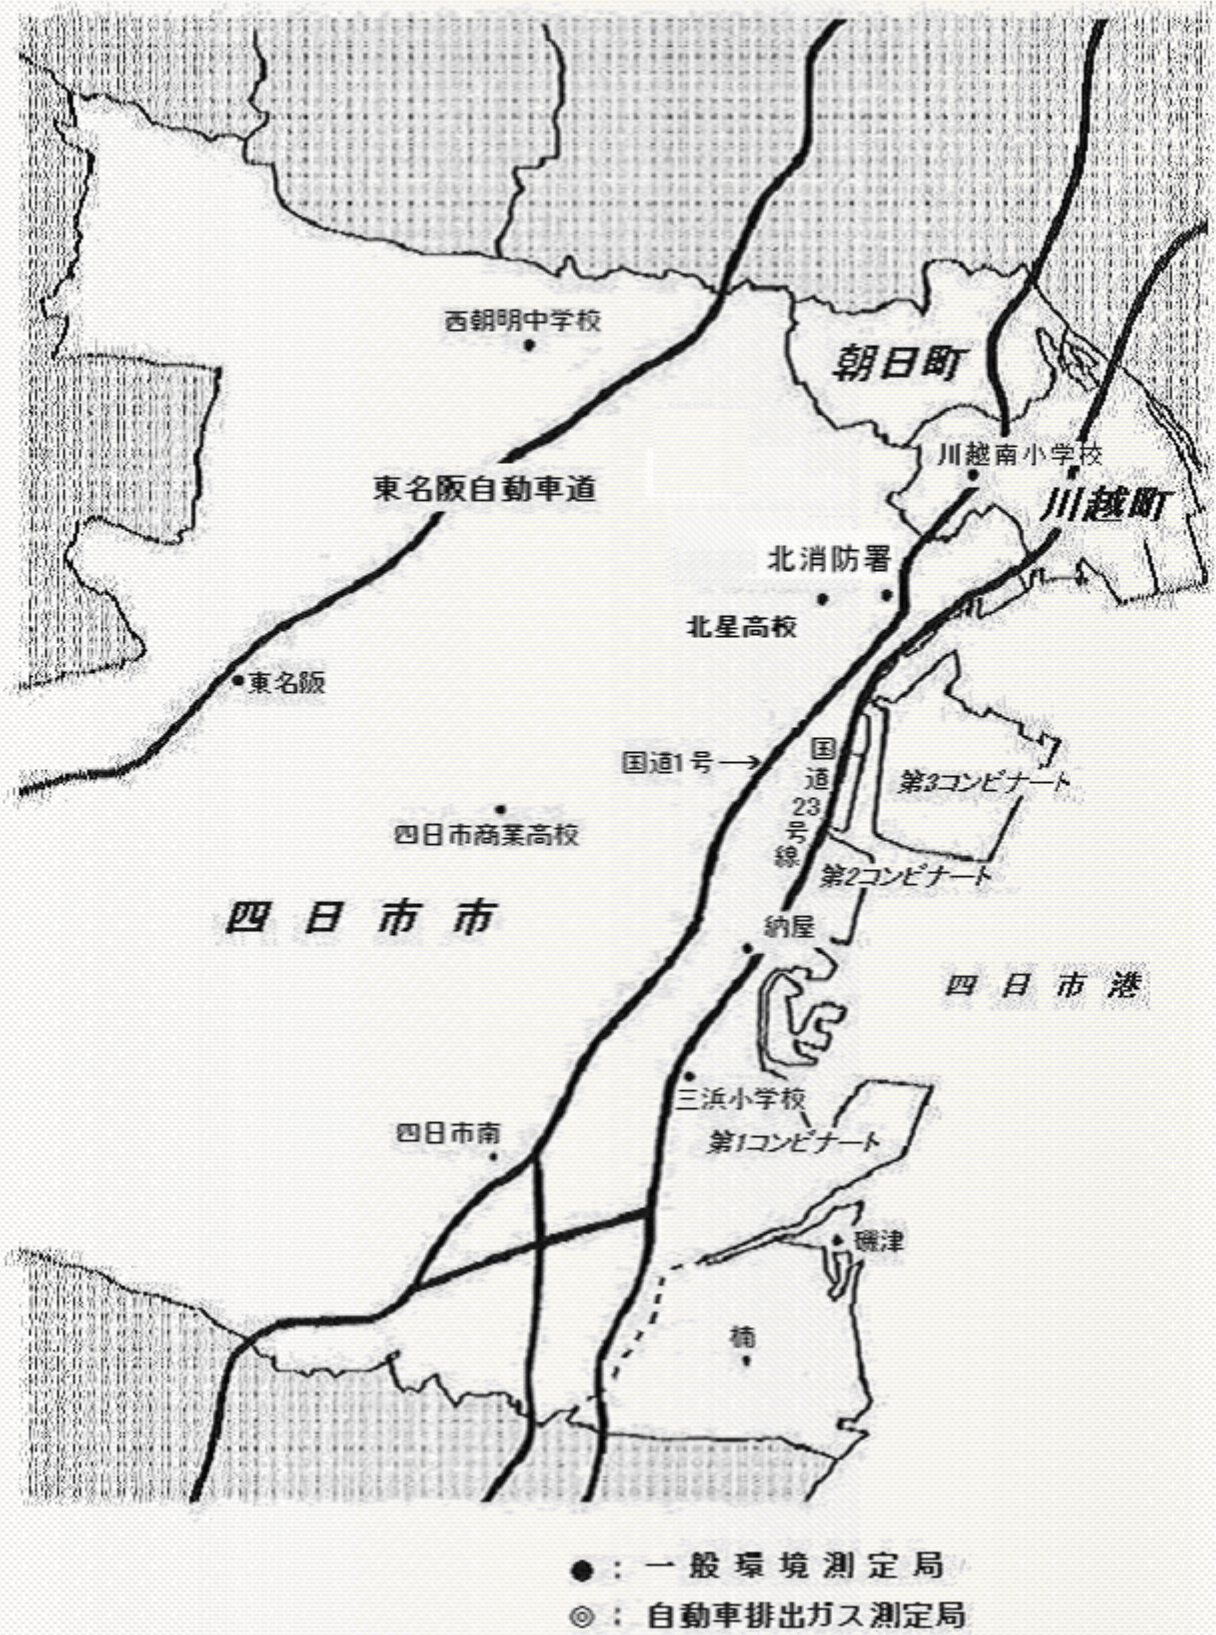 西朝明中学校
朝日町
川越南小学校
東名阪自動車道
川越町
北消防署
北星高校
東名阪
国道1号→
国道23号線
第3コンビナート
四日市商業高校
第2コンビナート
四日市市
納屋
四日市港
三浜小学校
四日市南
第1コンビナート
磯津
楠
●：一般環境測定局
◎：自動車排出ガス測定局